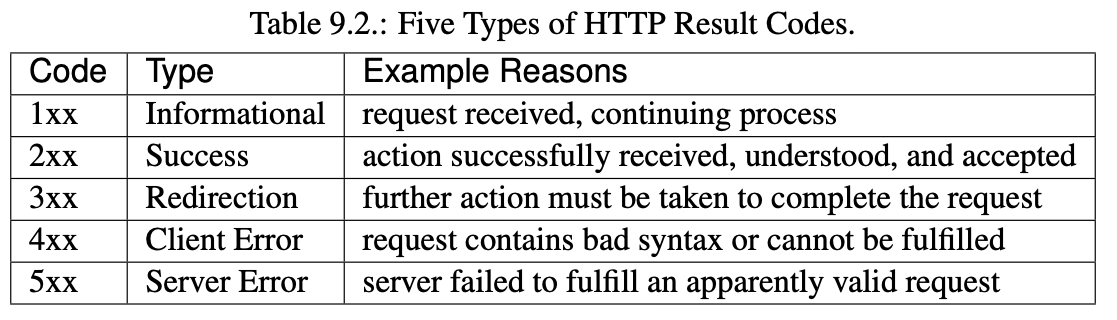 Table 9.2.: Five Types of HTTP Result Codes.
Code Type Example Reasons
1xx Informational request received, continuing process
2xx Success action successfully received, understood, and accepted
3xx Redirection further action must be taken to complete the request
4xx Client Error request contains bad syntax or cannot be fulfilled
5xx Server Error server failed to fulfill an apparently valid request